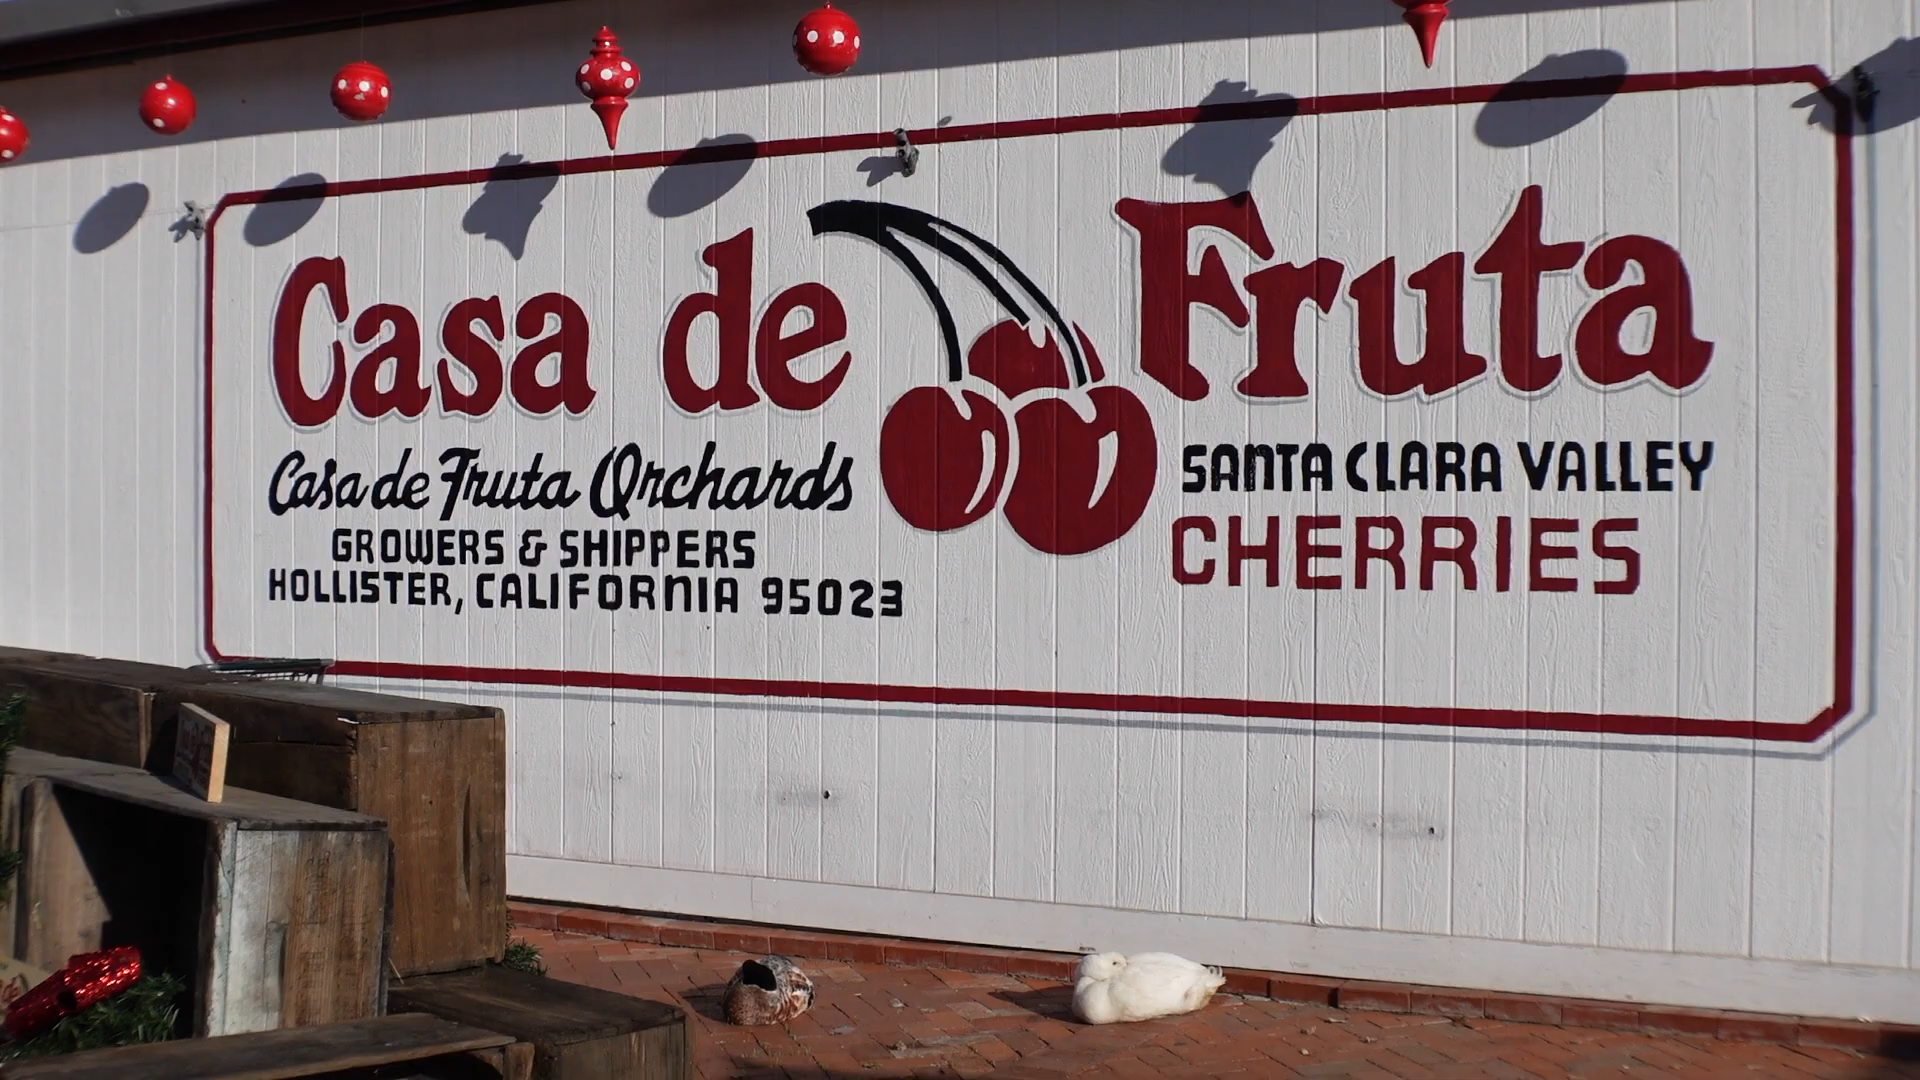 Casa de Fruta
Casa de Fruta Orchards
GROWERS & SHIPPERS
HOLLISTER, CALIFORNIA 95023
SANTA CLARA VALLEY
CHERRIES